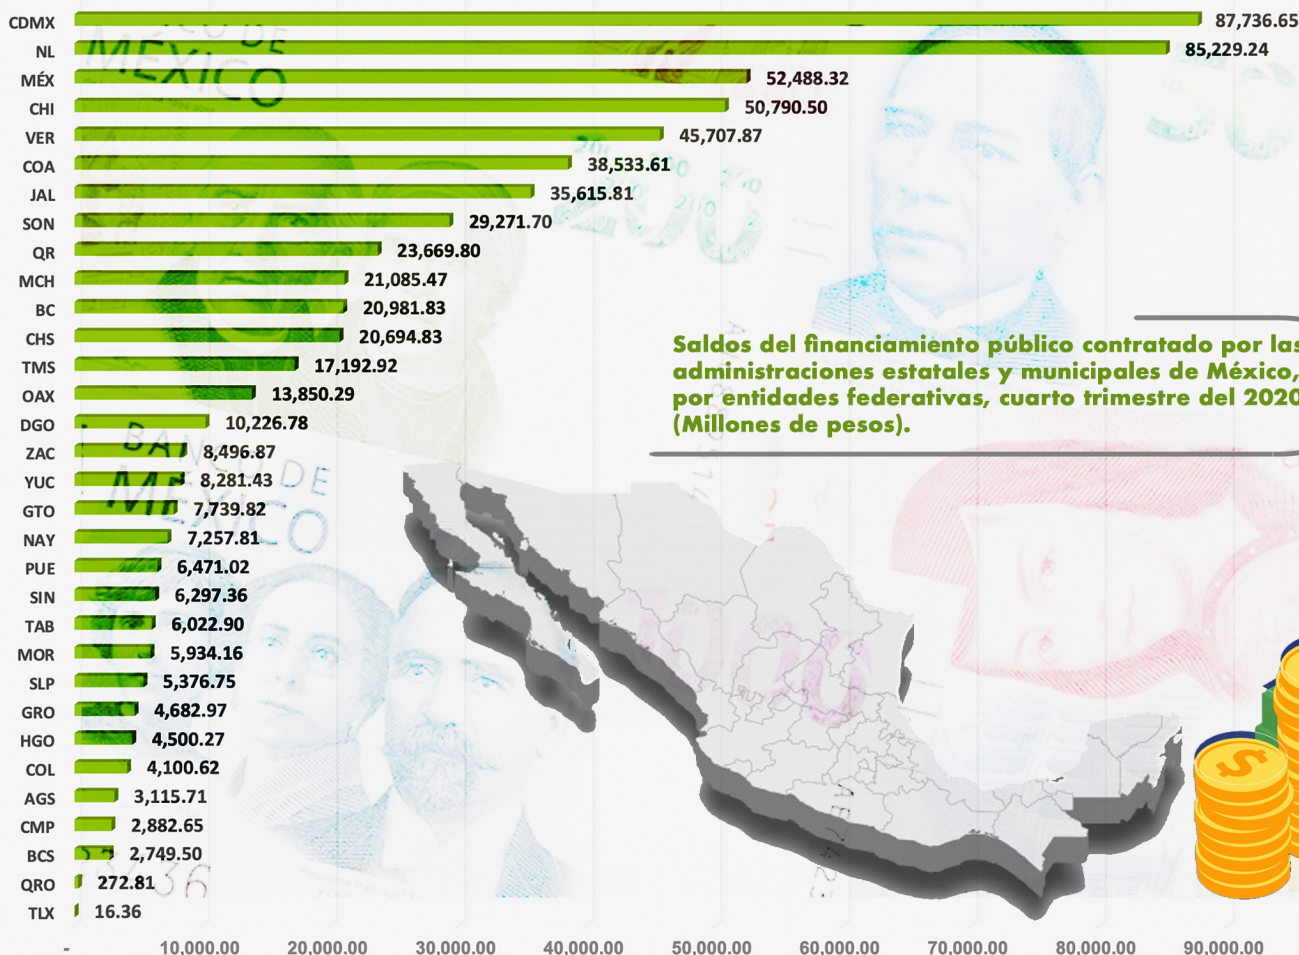 CDMX 87,736.65
NL 85,229.24
MÉX 52,488.32
CHI 50,790.50
VER 45,707.87
COA 38,533.61
JAL 35,615.81
SON 29,271.70
QR 23,669.80
MCH 21,085.47
BC 20,981.83
CHS 20,694.83
TMS 17,192.92
OAX 13,850.29
DGO 10,226.78
ZAC 8,496.87
YUC 8,281.43
GTO 7,739.82
NAY 7,257.81
PUE 6,471.02
SIN 6,297.36
TAB 6,022.90
MOR 5,934.16
SLP 5,376.75
GRO 4,682.97
HGO 4,500.27
COL 4,100.62
AGS 3,115.71
CMP 2,882.65
BCS 2,749.50
QRO 272.81
TLX 16.36
- 10,000.00 20,000.00 30,000.00 40,000.00 50,000.00 60,000.00 70,000.00 80,000.00 90,000.00
Saldos del financiamiento público contratado por las
administraciones estatales y municipales de México,
por entidades federativas, cuarto trimestre del 2020
(Millones de pesos).
MÉXICO
BANCO DE
MÉXICO
200
50
$